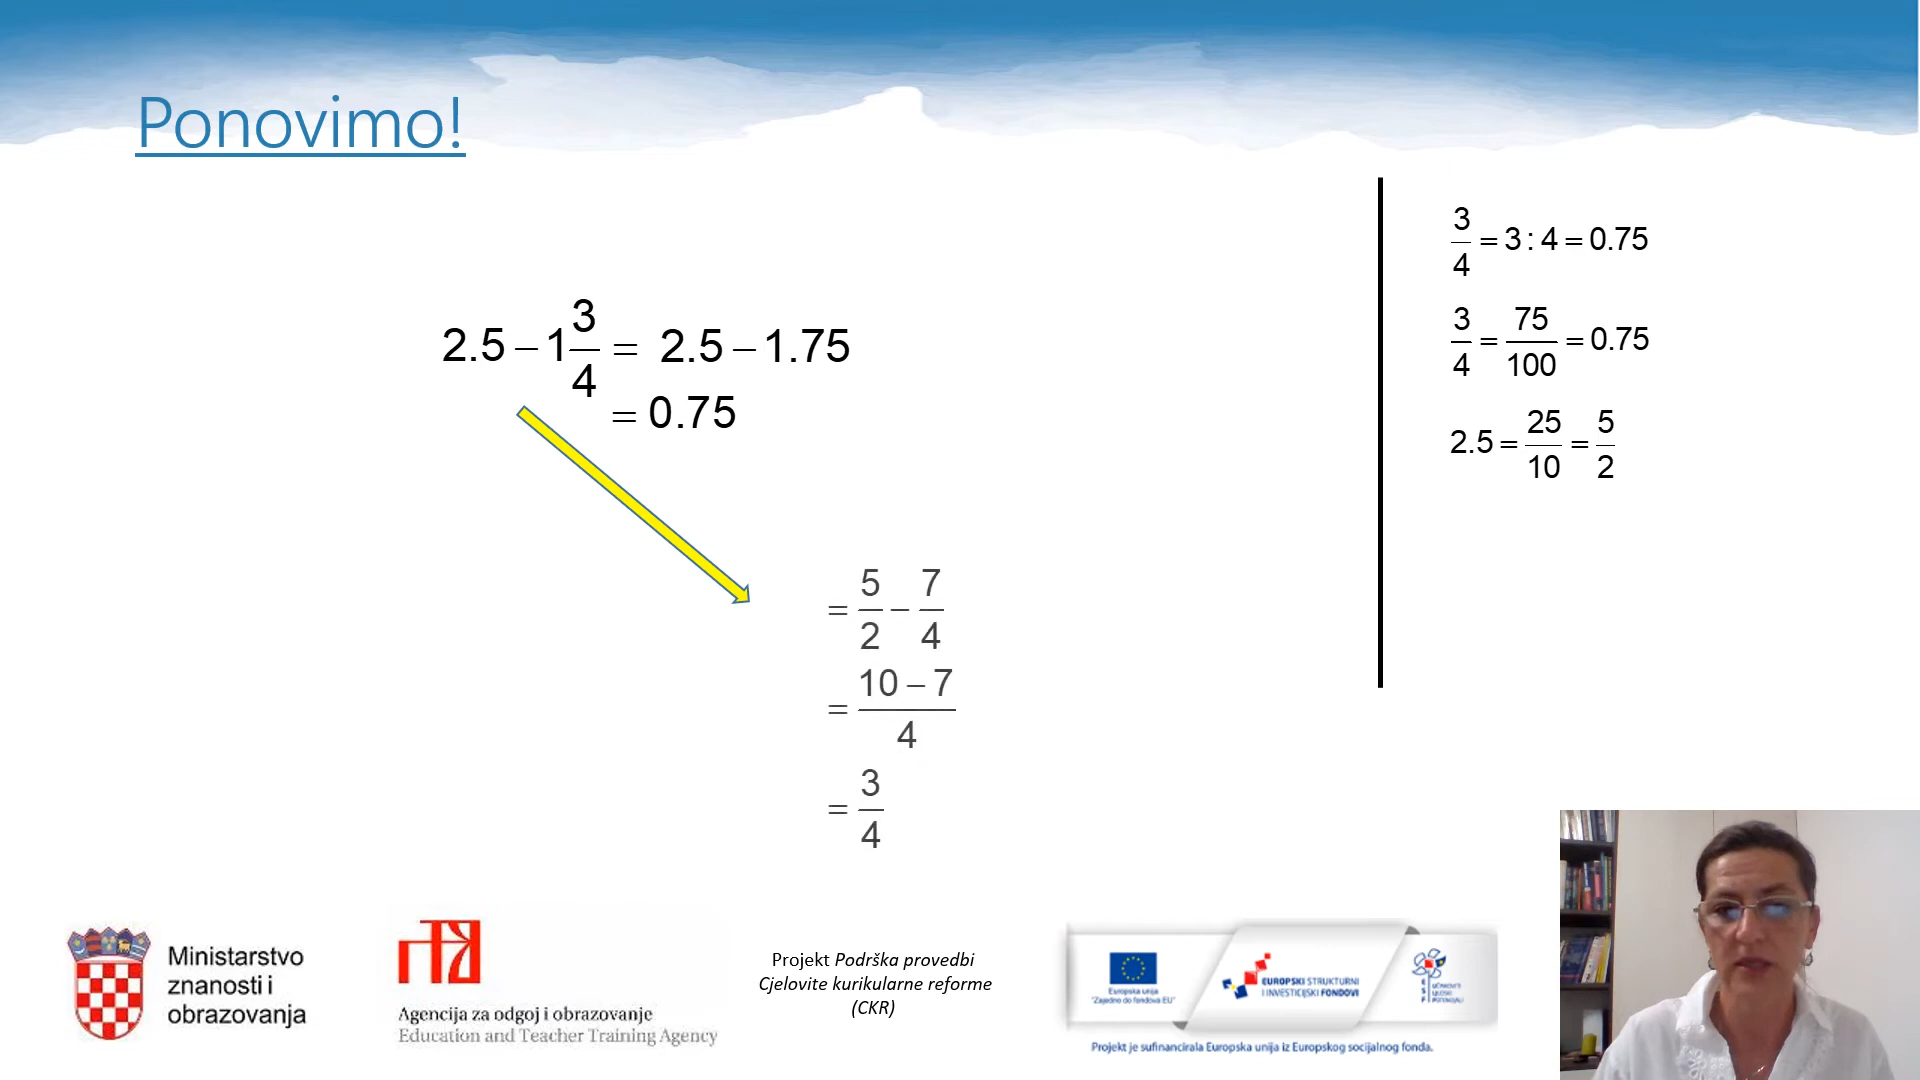 Ponovimo!
2.5 – 1 3/4 = 2.5 – 1.75
= 0.75
= 5/2 – 7/4
= (10 – 7)/4
= 3/4
3/4 = 3 : 4 = 0.75
3/4 = 75/100 = 0.75
2.5 = 25/10 = 5/2
Ministarstvo
znanosti i
obrazovanja
Agencija za odgoj i obrazovanje
Education and Teacher Training Agency
Projekt Podrška provedbi
Cjelovite kurikularne reforme
(CKR)
Europska unija
"Zajedno do fondova EU"
EUROPSKI STRUKTURNI
I INVESTICIJSKI FONDOVI
Projekt je sufinancirala Europska unija iz Europskog socijalnog fonda.